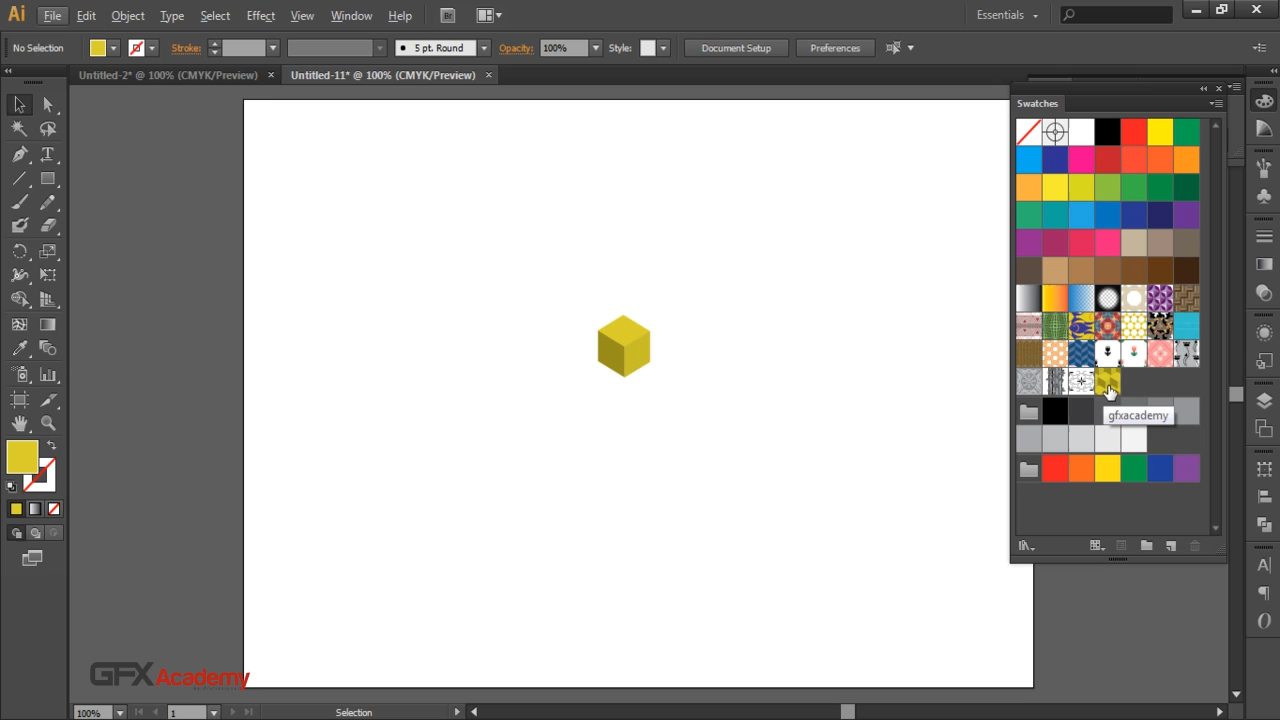 Ai File Edit Object Type Select Effect View Window Help Br Essentials
No Selection Stroke: 5 pt. Round Opacity: 100% Style: Document Setup Preferences
Untitled-2* @ 100% (CMYK/Preview) × Untitled-11* @ 100% (CMYK/Preview) ×
Swatches
gfxacademy
GFX Academy
100% 1 Selection